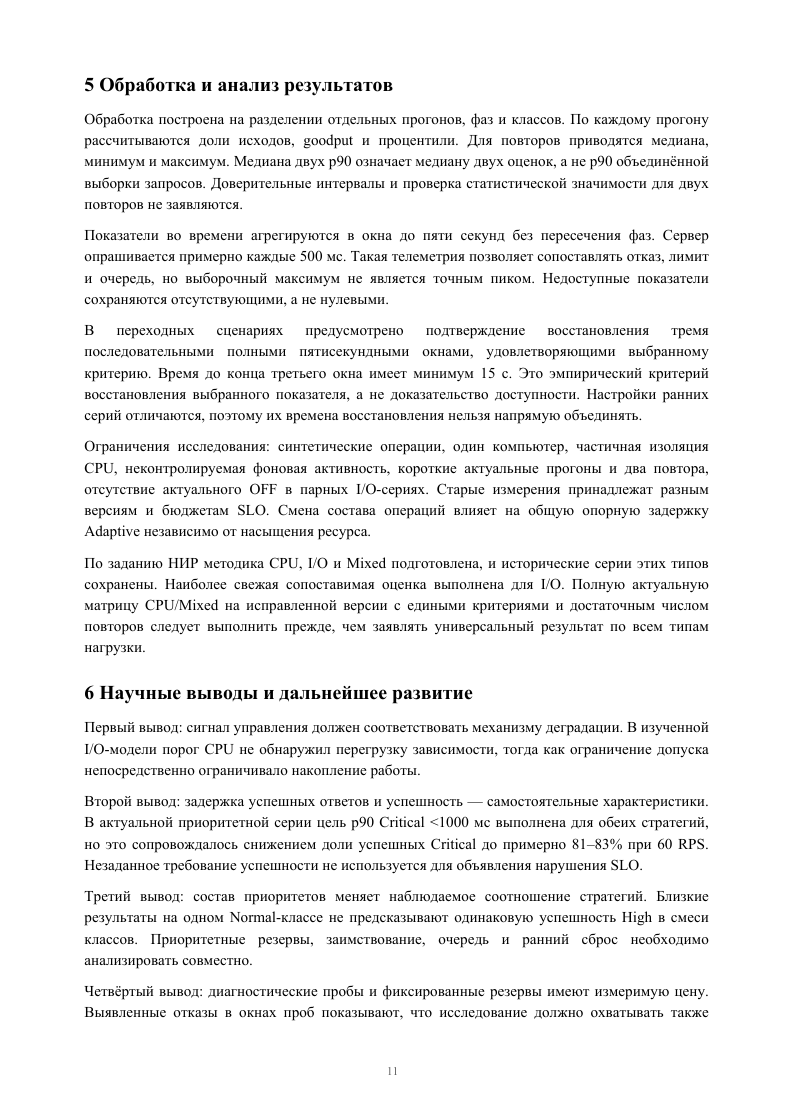 5 Обработка и анализ результатов
Обработка построена на разделении отдельных прогонов, фаз и классов. По каждому прогону
рассчитываются доли исходов, goodput и процентили. Для повторов приводятся медиана,
минимум и максимум. Медиана двух p90 означает медиану двух оценок, а не p90 объединённой
выборки запросов. Доверительные интервалы и проверка статистической значимости для двух
повторов не заявляются.
Показатели во времени агрегируются в окна до пяти секунд без пересечения фаз. Сервер
опрашивается примерно каждые 500 мс. Такая телеметрия позволяет сопоставлять отказ, лимит
и очередь, но выборочный максимум не является точным пиком. Недоступные показатели
сохраняются отсутствующими, а не нулевыми.
В переходных сценариях предусмотрено подтверждение восстановления тремя
последовательными полными пятисекундными окнами, удовлетворяющими выбранному
критерию. Время до конца третьего окна имеет минимум 15 с. Это эмпирический критерий
восстановления выбранного показателя, а не доказательство доступности. Настройки ранних
серий отличаются, поэтому их времена восстановления нельзя напрямую объединять.
Ограничения исследования: синтетические операции, один компьютер, частичная изоляция
CPU, неконтролируемая фоновая активность, короткие актуальные прогоны и два повтора,
отсутствие актуального OFF в парных I/O-сериях. Старые измерения принадлежат разным
версиям и бюджетам SLO. Смена состава операций влияет на общую опорную задержку
Adaptive независимо от насыщения ресурса.
По заданию НИР методика CPU, I/O и Mixed подготовлена, и исторические серии этих типов
сохранены. Наиболее свежая сопоставимая оценка выполнена для I/O. Полную актуальную
матрицу CPU/Mixed на исправленной версии с едиными критериями и достаточным числом
повторов следует выполнить прежде, чем заявлять универсальный результат по всем типам
нагрузки.
6 Научные выводы и дальнейшее развитие
Первый вывод: сигнал управления должен соответствовать механизму деградации. В изученной
I/O-модели порог CPU не обнаружил перегрузку зависимости, тогда как ограничение допуска
непосредственно ограничивало накопление работы.
Второй вывод: задержка успешных ответов и успешность — самостоятельные характеристики.
В актуальной приоритетной серии цель p90 Critical <1000 мс выполнена для обеих стратегий,
но это сопровождалось снижением доли успешных Critical до примерно 81–83% при 60 RPS.
Незаданное требование успешности не используется для объявления нарушения SLO.
Третий вывод: состав приоритетов меняет наблюдаемое соотношение стратегий. Близкие
результаты на одном Normal-классе не предсказывают одинаковую успешность High в смеси
классов. Приоритетные резервы, заимствование, очередь и ранний сброс необходимо
анализировать совместно.
Четвёртый вывод: диагностические пробы и фиксированные резервы имеют измеримую цену.
Выявленные отказы в окнах проб показывают, что исследование должно охватывать также
11